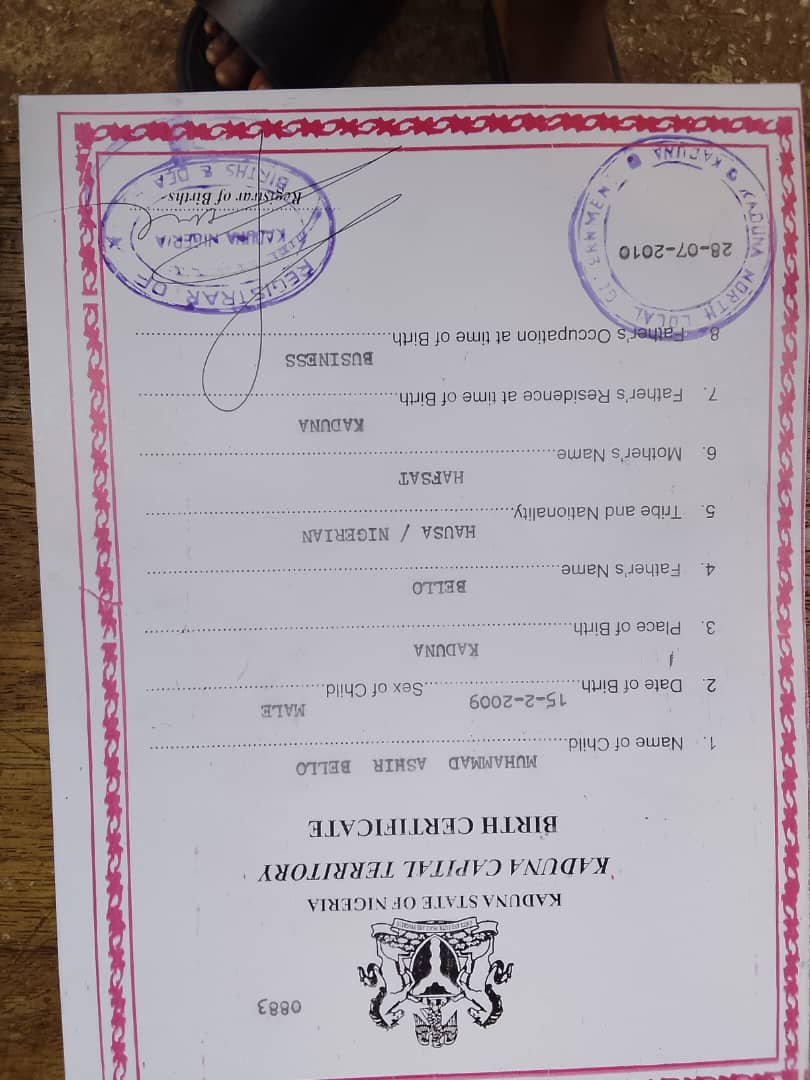 0883
KADUNA STATE OF NIGERIA
KADUNA CAPITAL TERRITORY
BIRTH CERTIFICATE
MUHAMMAD ASHIR BELLO
1. Name of Child
15-2-2009 MALE
2. Date of Birth Sex of Child
KADUNA
3. Place of Birth
BELLO
4. Father's Name
HAUSA / NIGERIAN
5. Tribe and Nationality
HAFSAT
6. Mother's Name
KADUNA
7. Father's Residence at time of Birth
BUSINESS
8 Father's Occupation at time of Birth
KADUNA NORTH LOCAL
KADUNA
28-07-2010
REGISTRAR OF
KADUNA NIGERIA
BIRTHS &
Registrar of Births